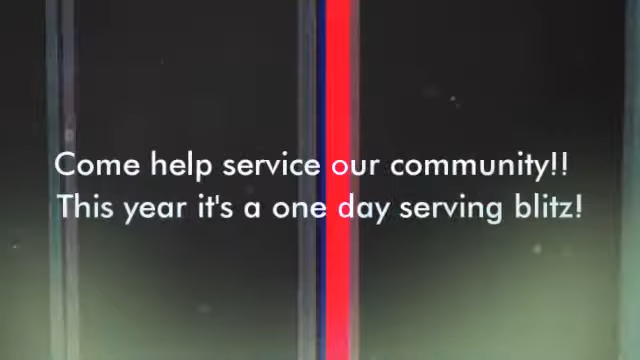 Come help service our community!!
This year it's a one day serving blitz!